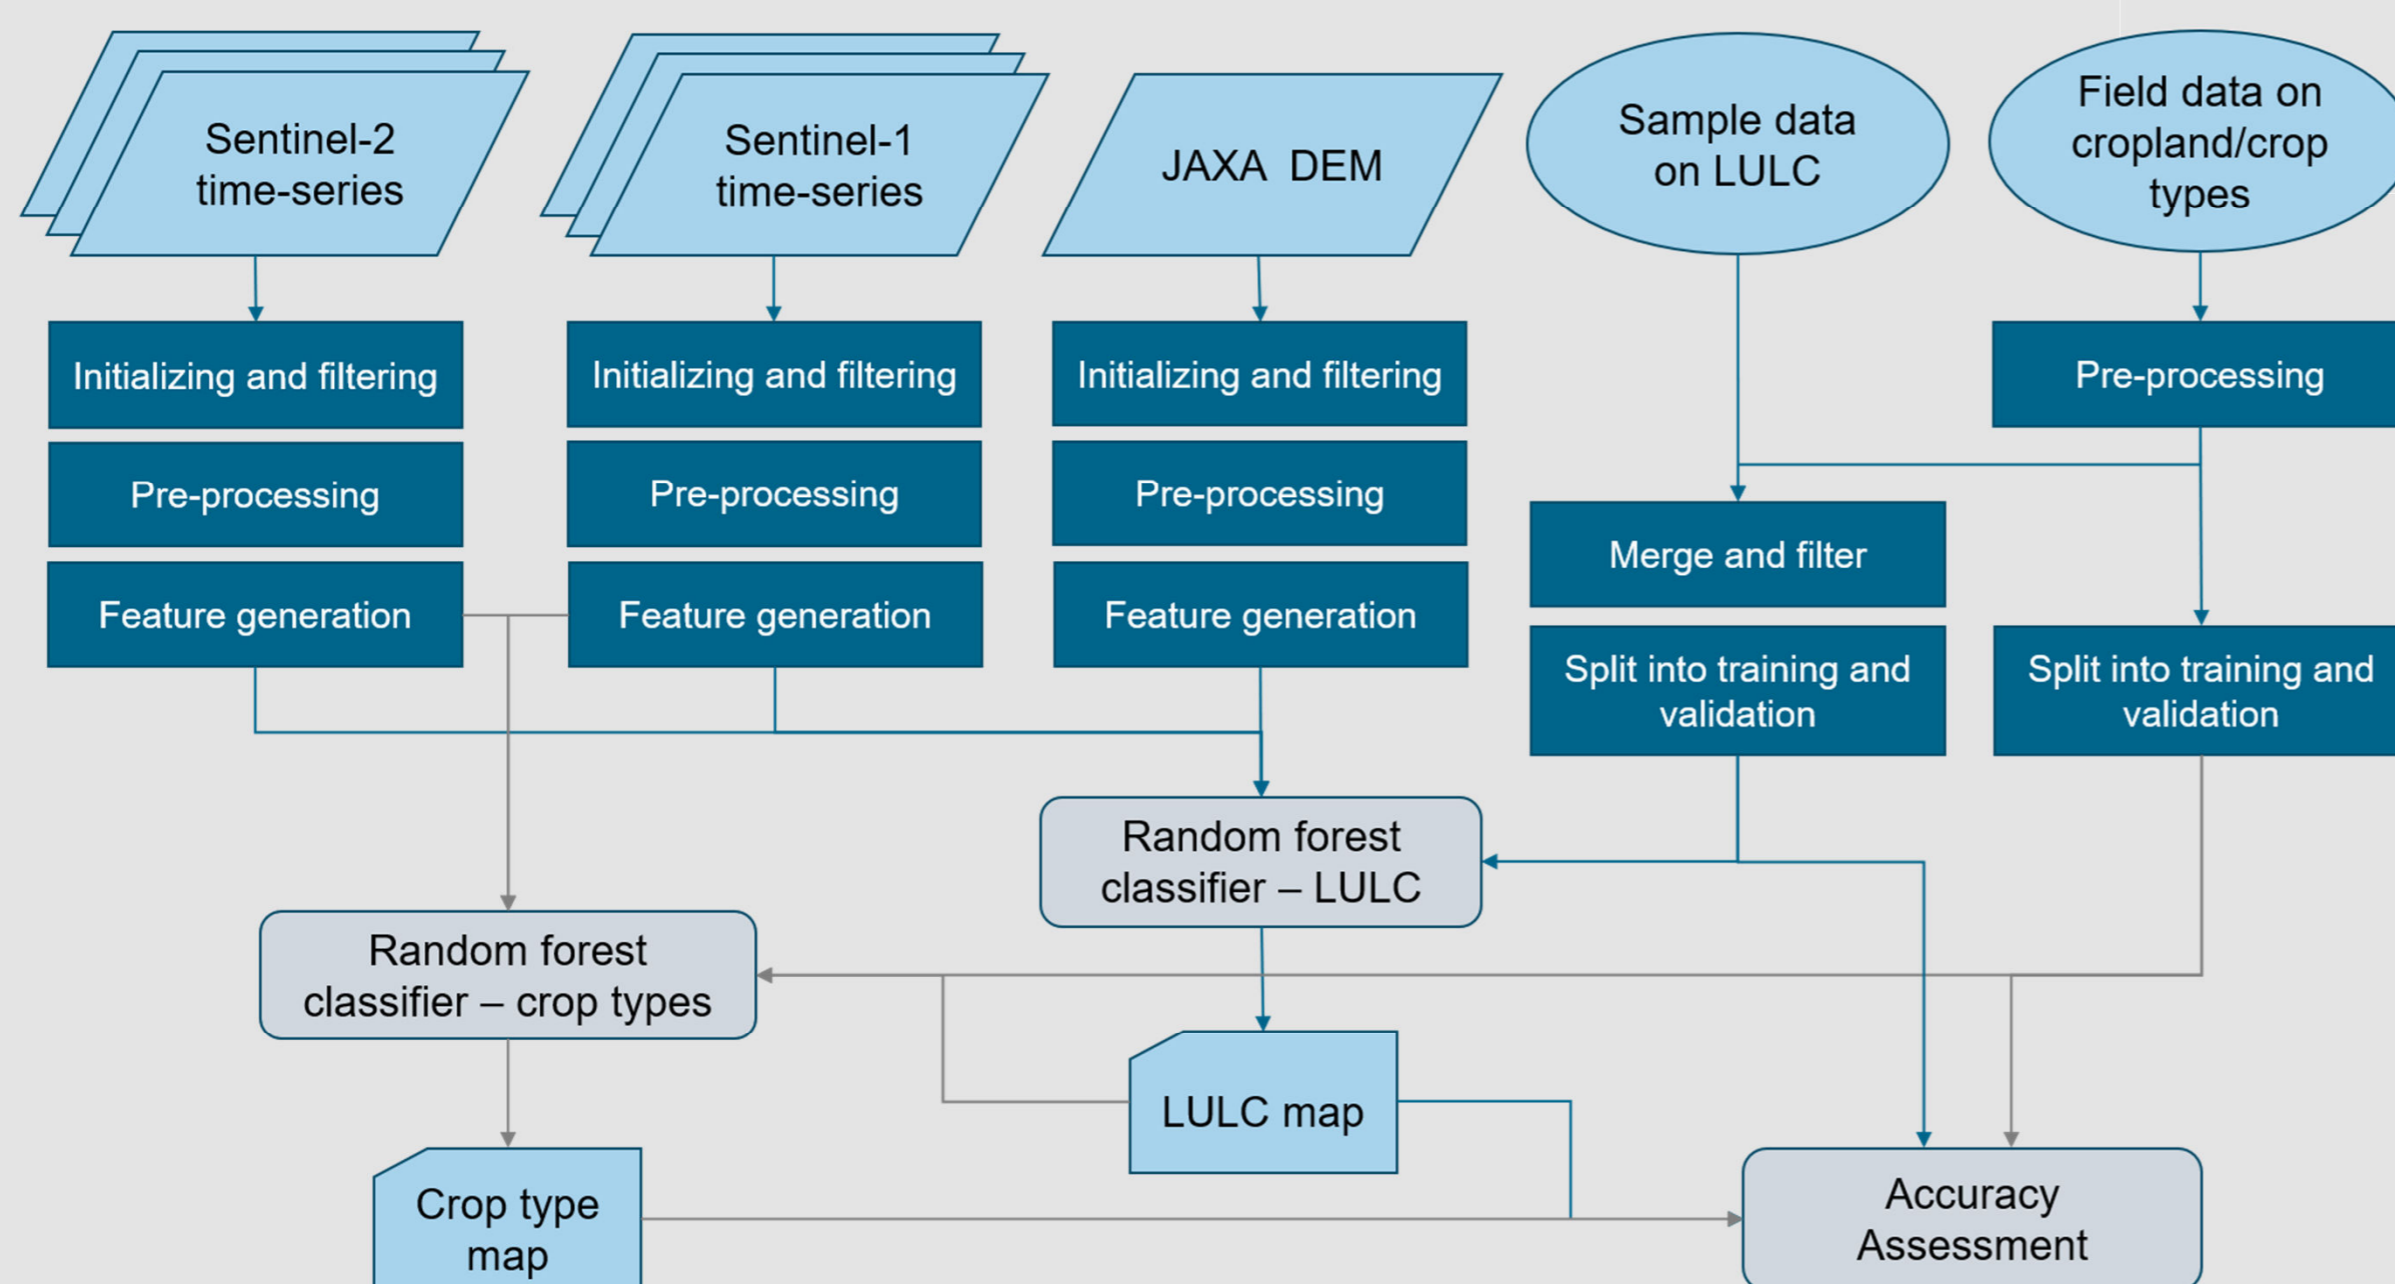 Sentinel-2
time-series
Sentinel-1
time-series
JAXA  DEM
Sample data
on LULC
Field data on
cropland/crop
types
Initializing and filtering
Initializing and filtering
Initializing and filtering
Pre-processing
Pre-processing
Pre-processing
Pre-processing
Merge and filter
Feature generation
Feature generation
Feature generation
Split into training and
validation
Split into training and
validation
Random forest
classifier – LULC
Random forest
classifier – crop types
LULC map
Crop type
map
Accuracy
Assessment